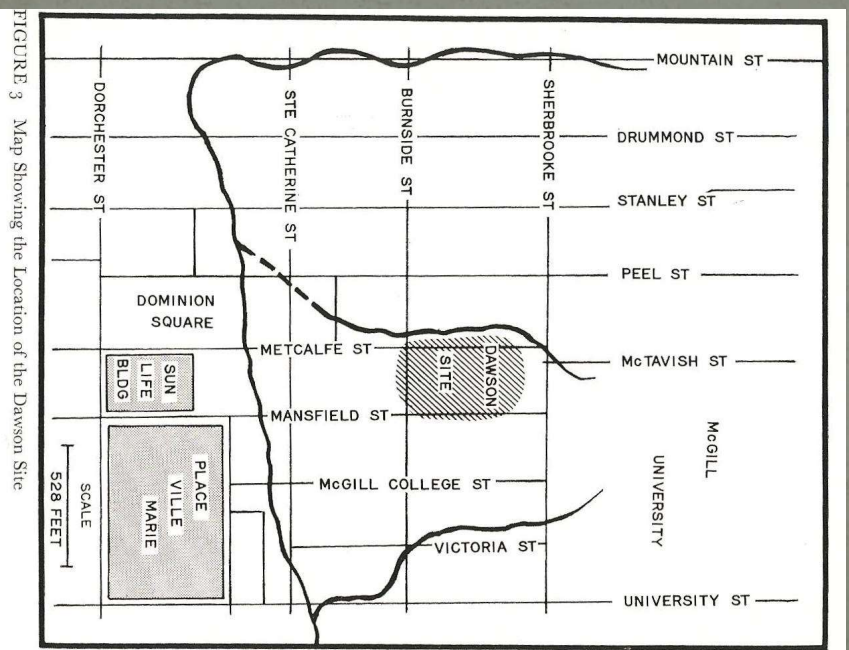 FIGURE 3 Map Showing the Location of the Dawson Site
MOUNTAIN ST
DRUMMOND ST
STANLEY ST
PEEL ST
McTAVISH ST
DORCHESTER ST
STE CATHERINE ST
BURNSIDE ST
SHERBROOKE ST
DOMINION
SQUARE
METCALFE ST
DAWSON
SITE
SUN
LIFE
BLDG
MANSFIELD ST
McGILL
UNIVERSITY
PLACE
VILLE
MARIE
McGILL COLLEGE ST
SCALE
528 FEET
VICTORIA ST
UNIVERSITY ST